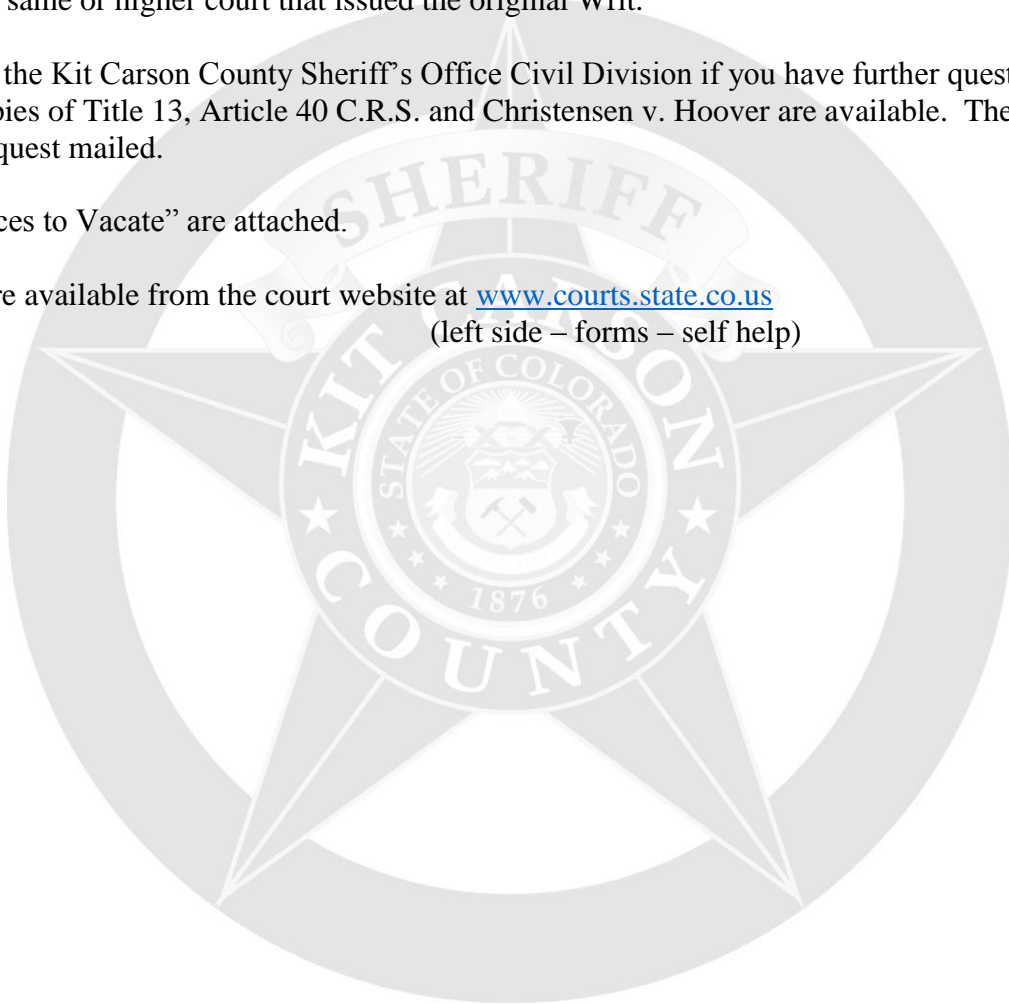 same or higher court that issued the original Writ.
the Kit Carson County Sheriff’s Office Civil Division if you have further quest
pies of Title 13, Article 40 C.R.S. and Christensen v. Hoover are available.  The
quest mailed.
ces to Vacate” are attached.
re available from the court website at www.courts.state.co.us
(left side – forms – self help)
SHERIFF
KIT CARSON
STATE OF COLORADO
1876
COUNTY